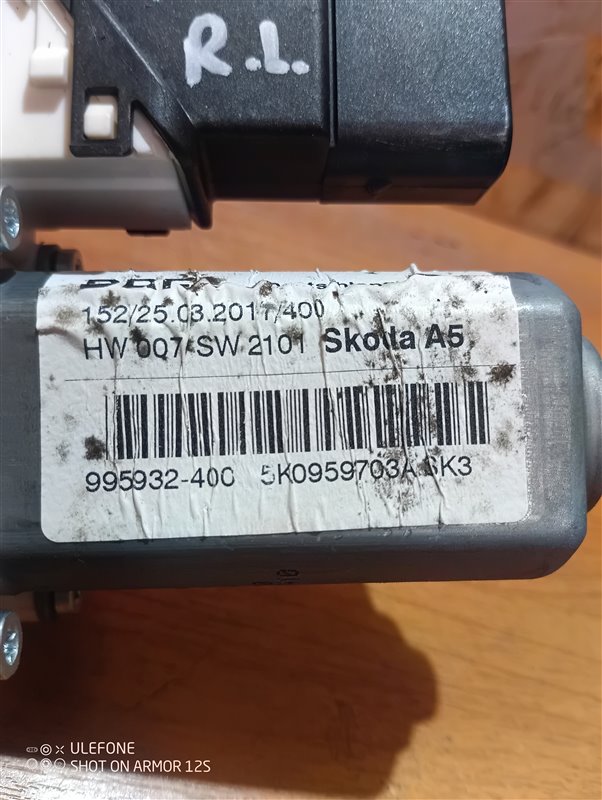 R.L.
152/25.03.2011/400
HW 007 SW 2101 Skoda A5
995932-400 5K0959703A SK3
ULEFONE
SHOT ON ARMOR 12S